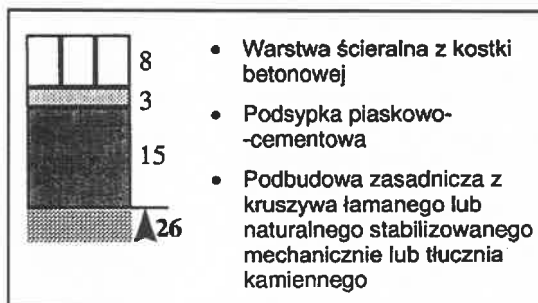 8
3
15
26
• Warstwa ścieralna z kostki
betonowej
• Podsypka piaskowo-
-cementowa
• Podbudowa zasadnicza z
kruszywa łamanego lub
naturalnego stabilizowanego
mechanicznie lub tłucznia
kamiennego